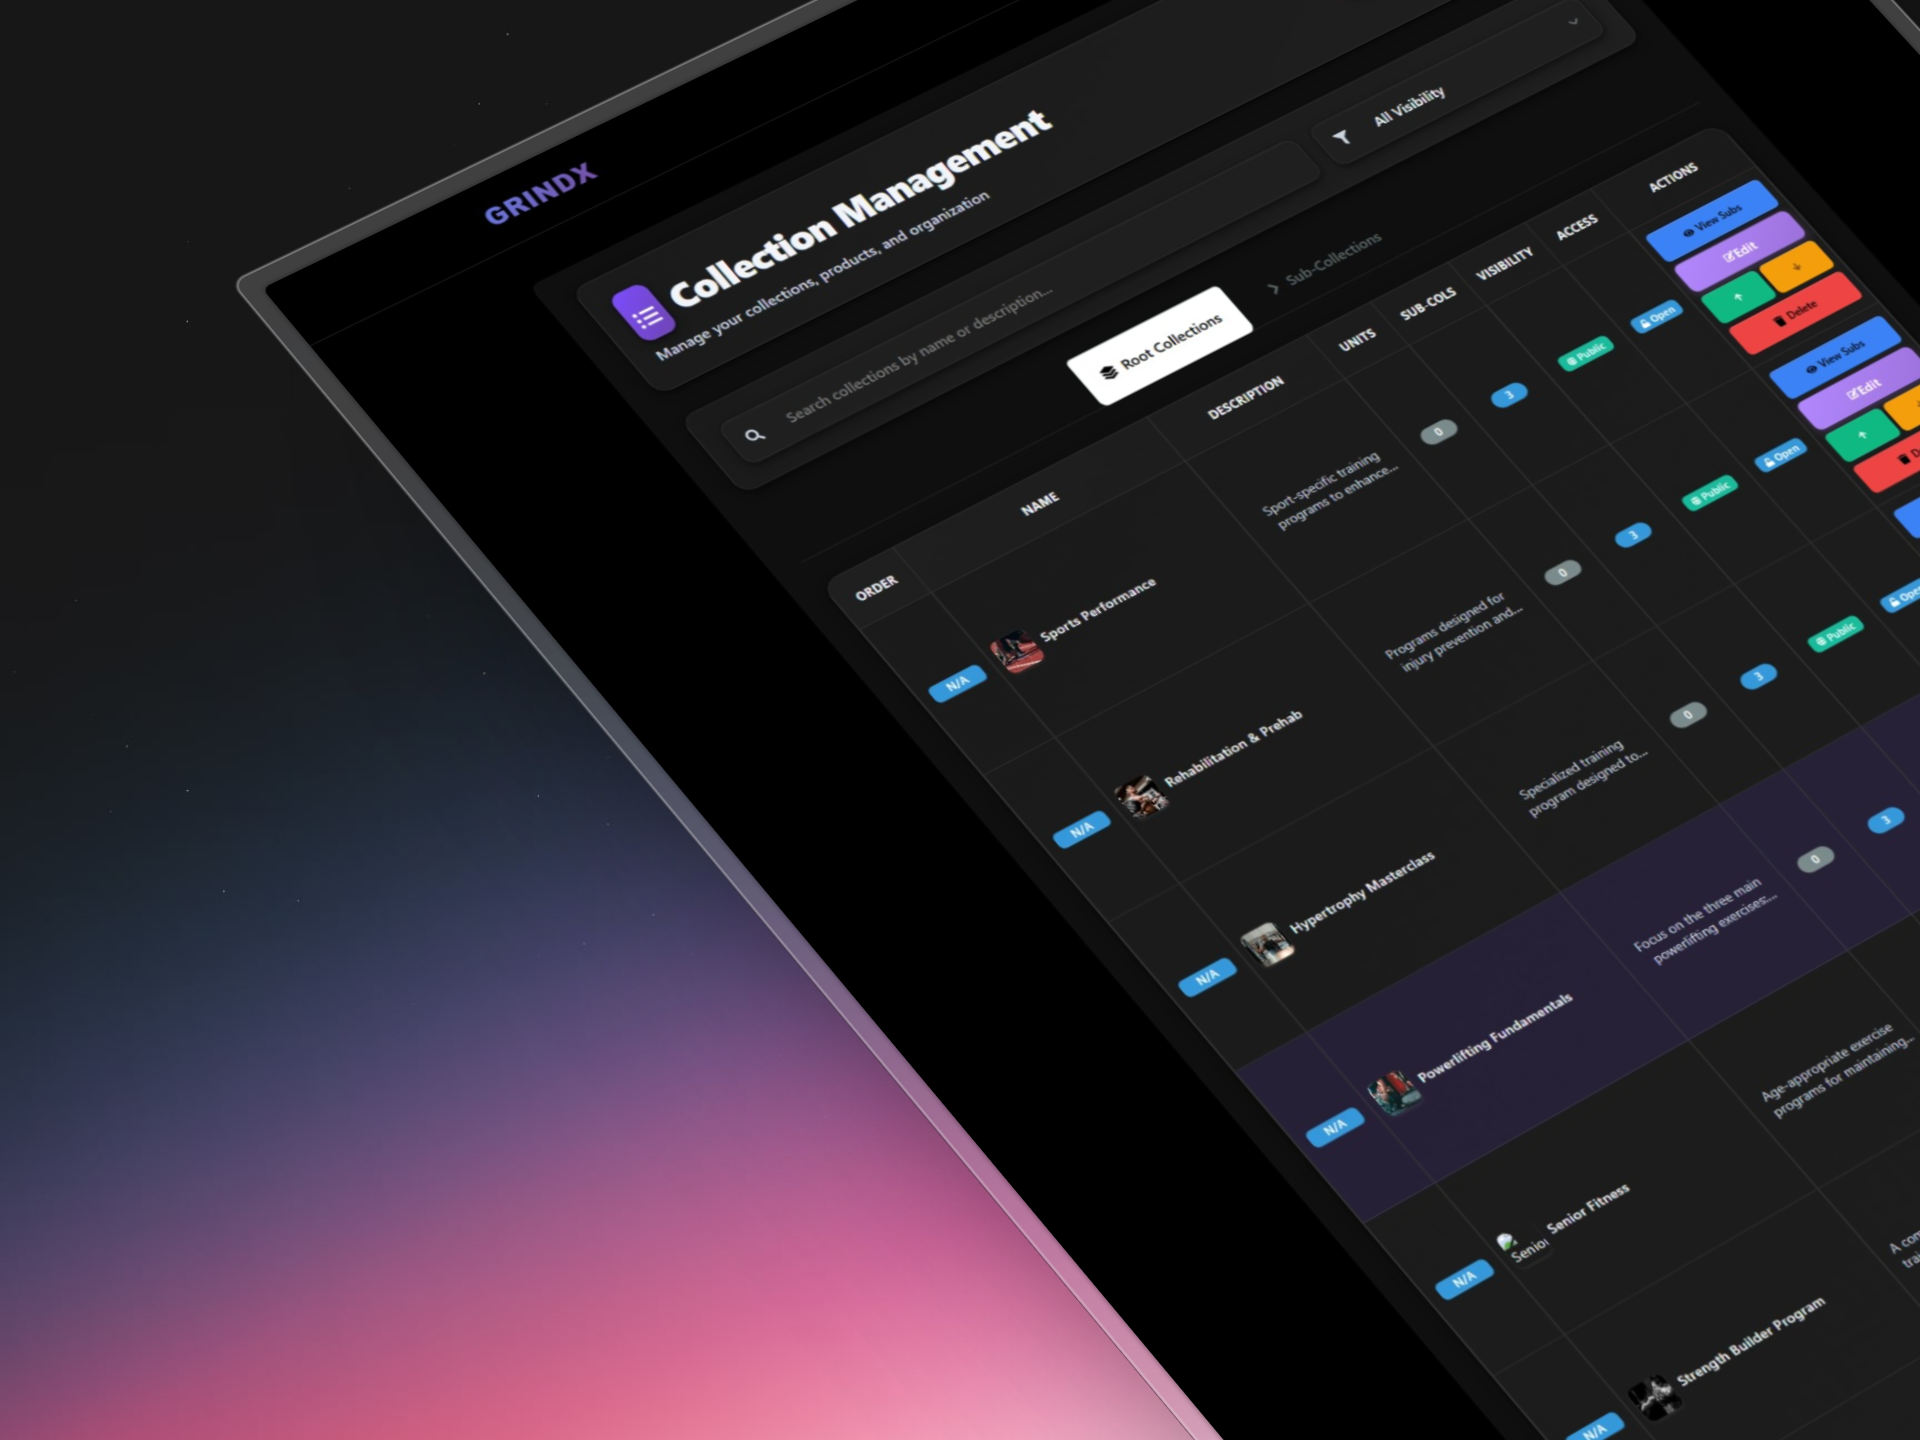 GRINDX
Collection Management
Manage your collections, products, and organization
Search collections by name or description...
All Visibility
Root Collections
Sub-Collections
ORDER
NAME
DESCRIPTION
UNITS
SUB-COLS
VISIBILITY
ACCESS
ACTIONS
N/A
Sports Performance
Sport-specific training
programs to enhance...
0
3
Public
Open
View Subs
Edit
↑
↓
Delete
N/A
Rehabilitation & Prehab
Programs designed for
injury prevention and...
0
3
Public
Open
View Subs
Edit
↑
N/A
Hypertrophy Masterclass
Specialized training
program designed to...
0
3
Public
Open
N/A
Powerlifting Fundamentals
Focus on the three main
powerlifting exercises:...
0
3
N/A
Senior
Senior Fitness
Age-appropriate exercise
programs for maintaining...
N/A
Strength Builder Program
A